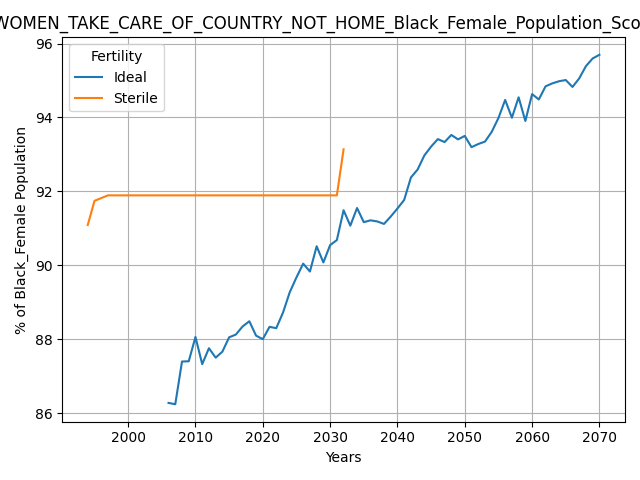 WOMEN_TAKE_CARE_OF_COUNTRY_NOT_HOME_Black_Female_Population_Sco
Fertility
Ideal
Sterile
% of Black_Female Population
96
94
92
90
88
86
2000 2010 2020 2030 2040 2050 2060 2070
Years